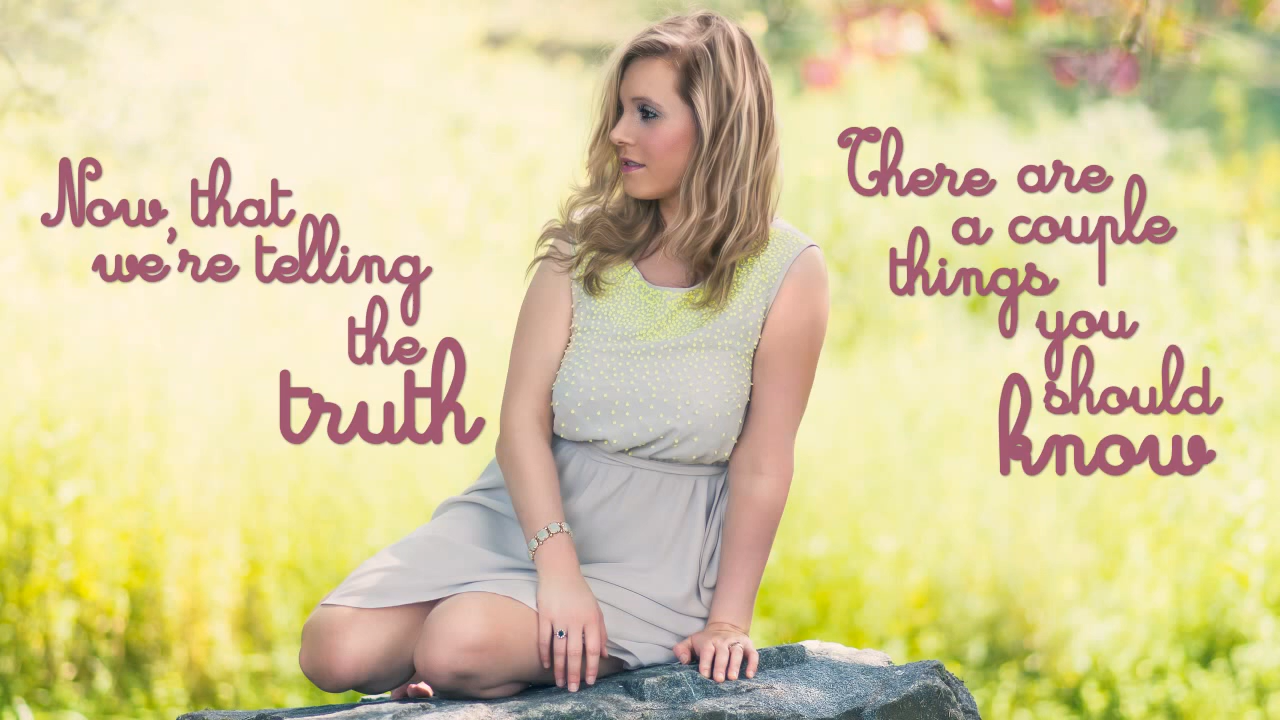 Now, that
we're telling
the
truth
There are
a couple
things
you
should
know